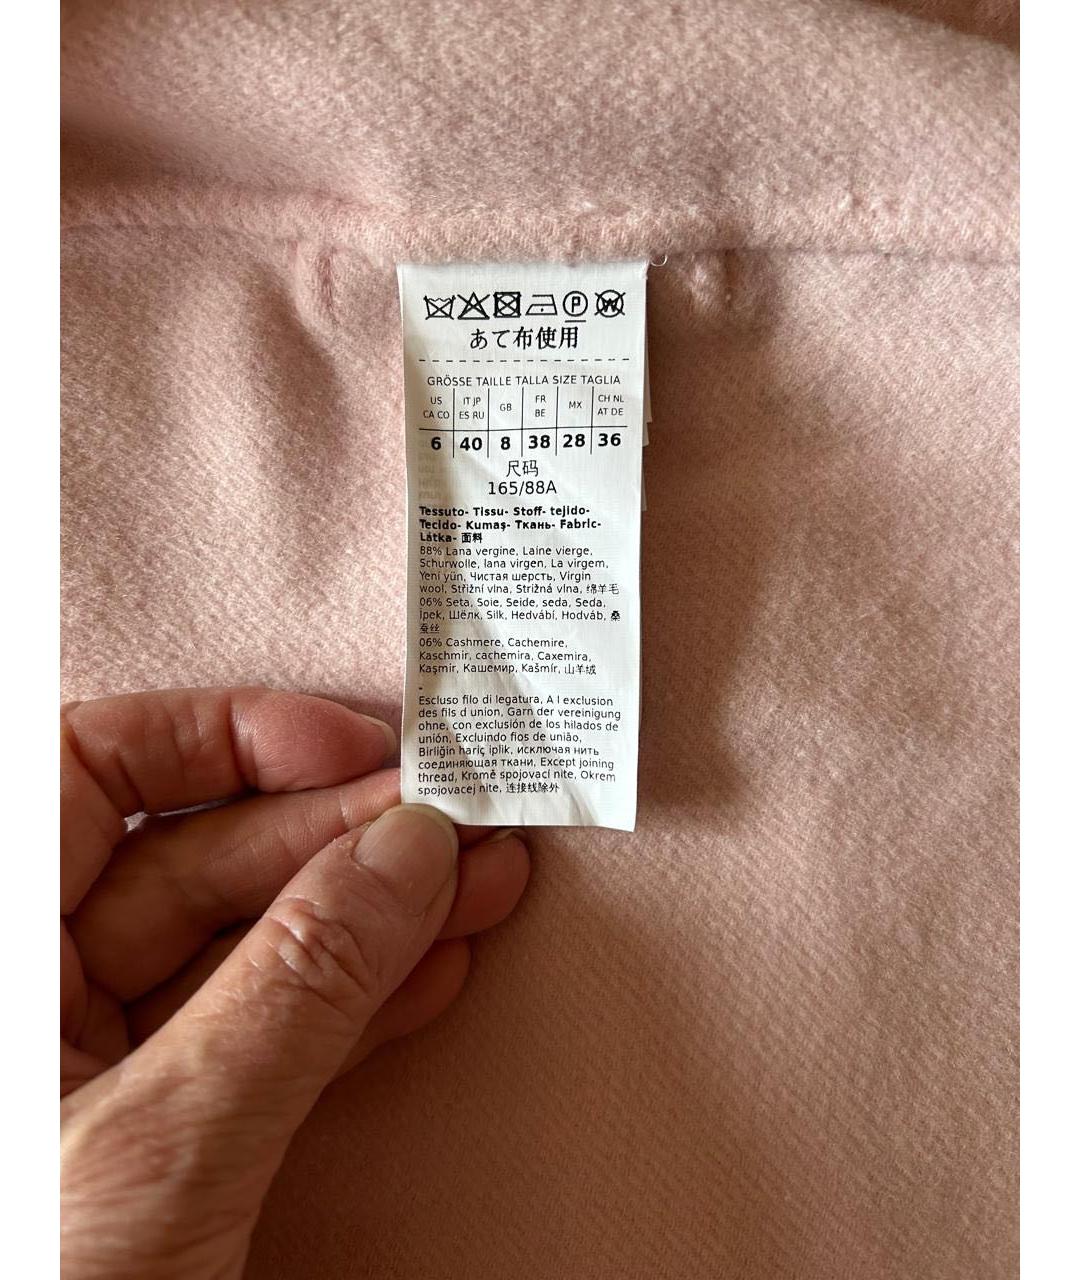 あて布使用
GRÖSSE TAILLE TALLA SIZE TAGLIA
US CA CO IT JP ES RU GB FR BE MX CH NL AT DE
6 40 8 38 28 36
尺码
165/88A
Tessuto- Tissu- Stoff- tejido-
Tecido- Kumaş- Ткань- Fabric-
Látka- 面料
88% Lana vergine, Laine vierge,
Schurwolle, lana virgen, La virgem,
Yeni yün, Чистая шерсть, Virgin
wool, Střižní vlna, Strižná vlna, 绵羊毛
06% Seta, Soie, Seide, seda, Seda,
İpek, Шёлк, Silk, Hedvábí, Hodváb, 桑
蚕丝
06% Cashmere, Cachemire,
Kaschmir, cachemira, Caxemira,
Kaşmir, Кашемир, Kašmír, 山羊绒
-
Escluso filo di legatura, A l exclusion
des fils d union, Garn der vereinigung
ohne, con exclusión de los hilados de
unión, Excluindo fios de união,
Birliğin hariç iplik, исключая нить
соединяющая ткани, Except joining
thread, Kromě spojovací nite, Okrem
spojovacej nite, 连接线除外